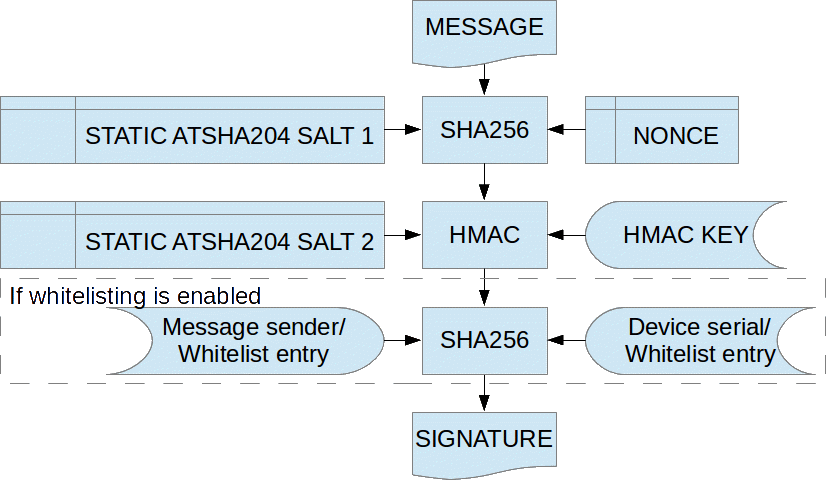 MESSAGE
STATIC ATSHA204 SALT 1
SHA256
NONCE
STATIC ATSHA204 SALT 2
HMAC
HMAC KEY
If whitelisting is enabled
Message sender/
Whitelist entry
SHA256
Device serial/
Whitelist entry
SIGNATURE